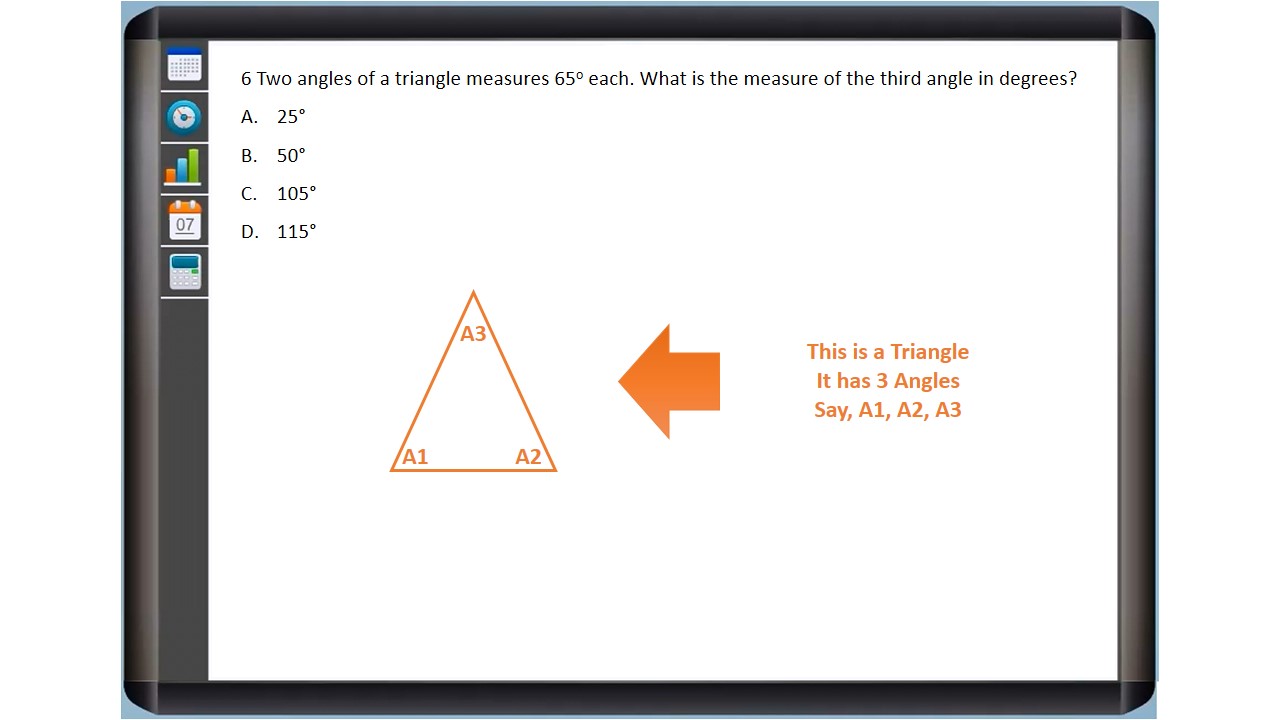 6 Two angles of a triangle measures 65° each. What is the measure of the third angle in degrees?
A. 25°
B. 50°
C. 105°
D. 115°
07
A3
A1 A2
This is a Triangle
It has 3 Angles
Say, A1, A2, A3